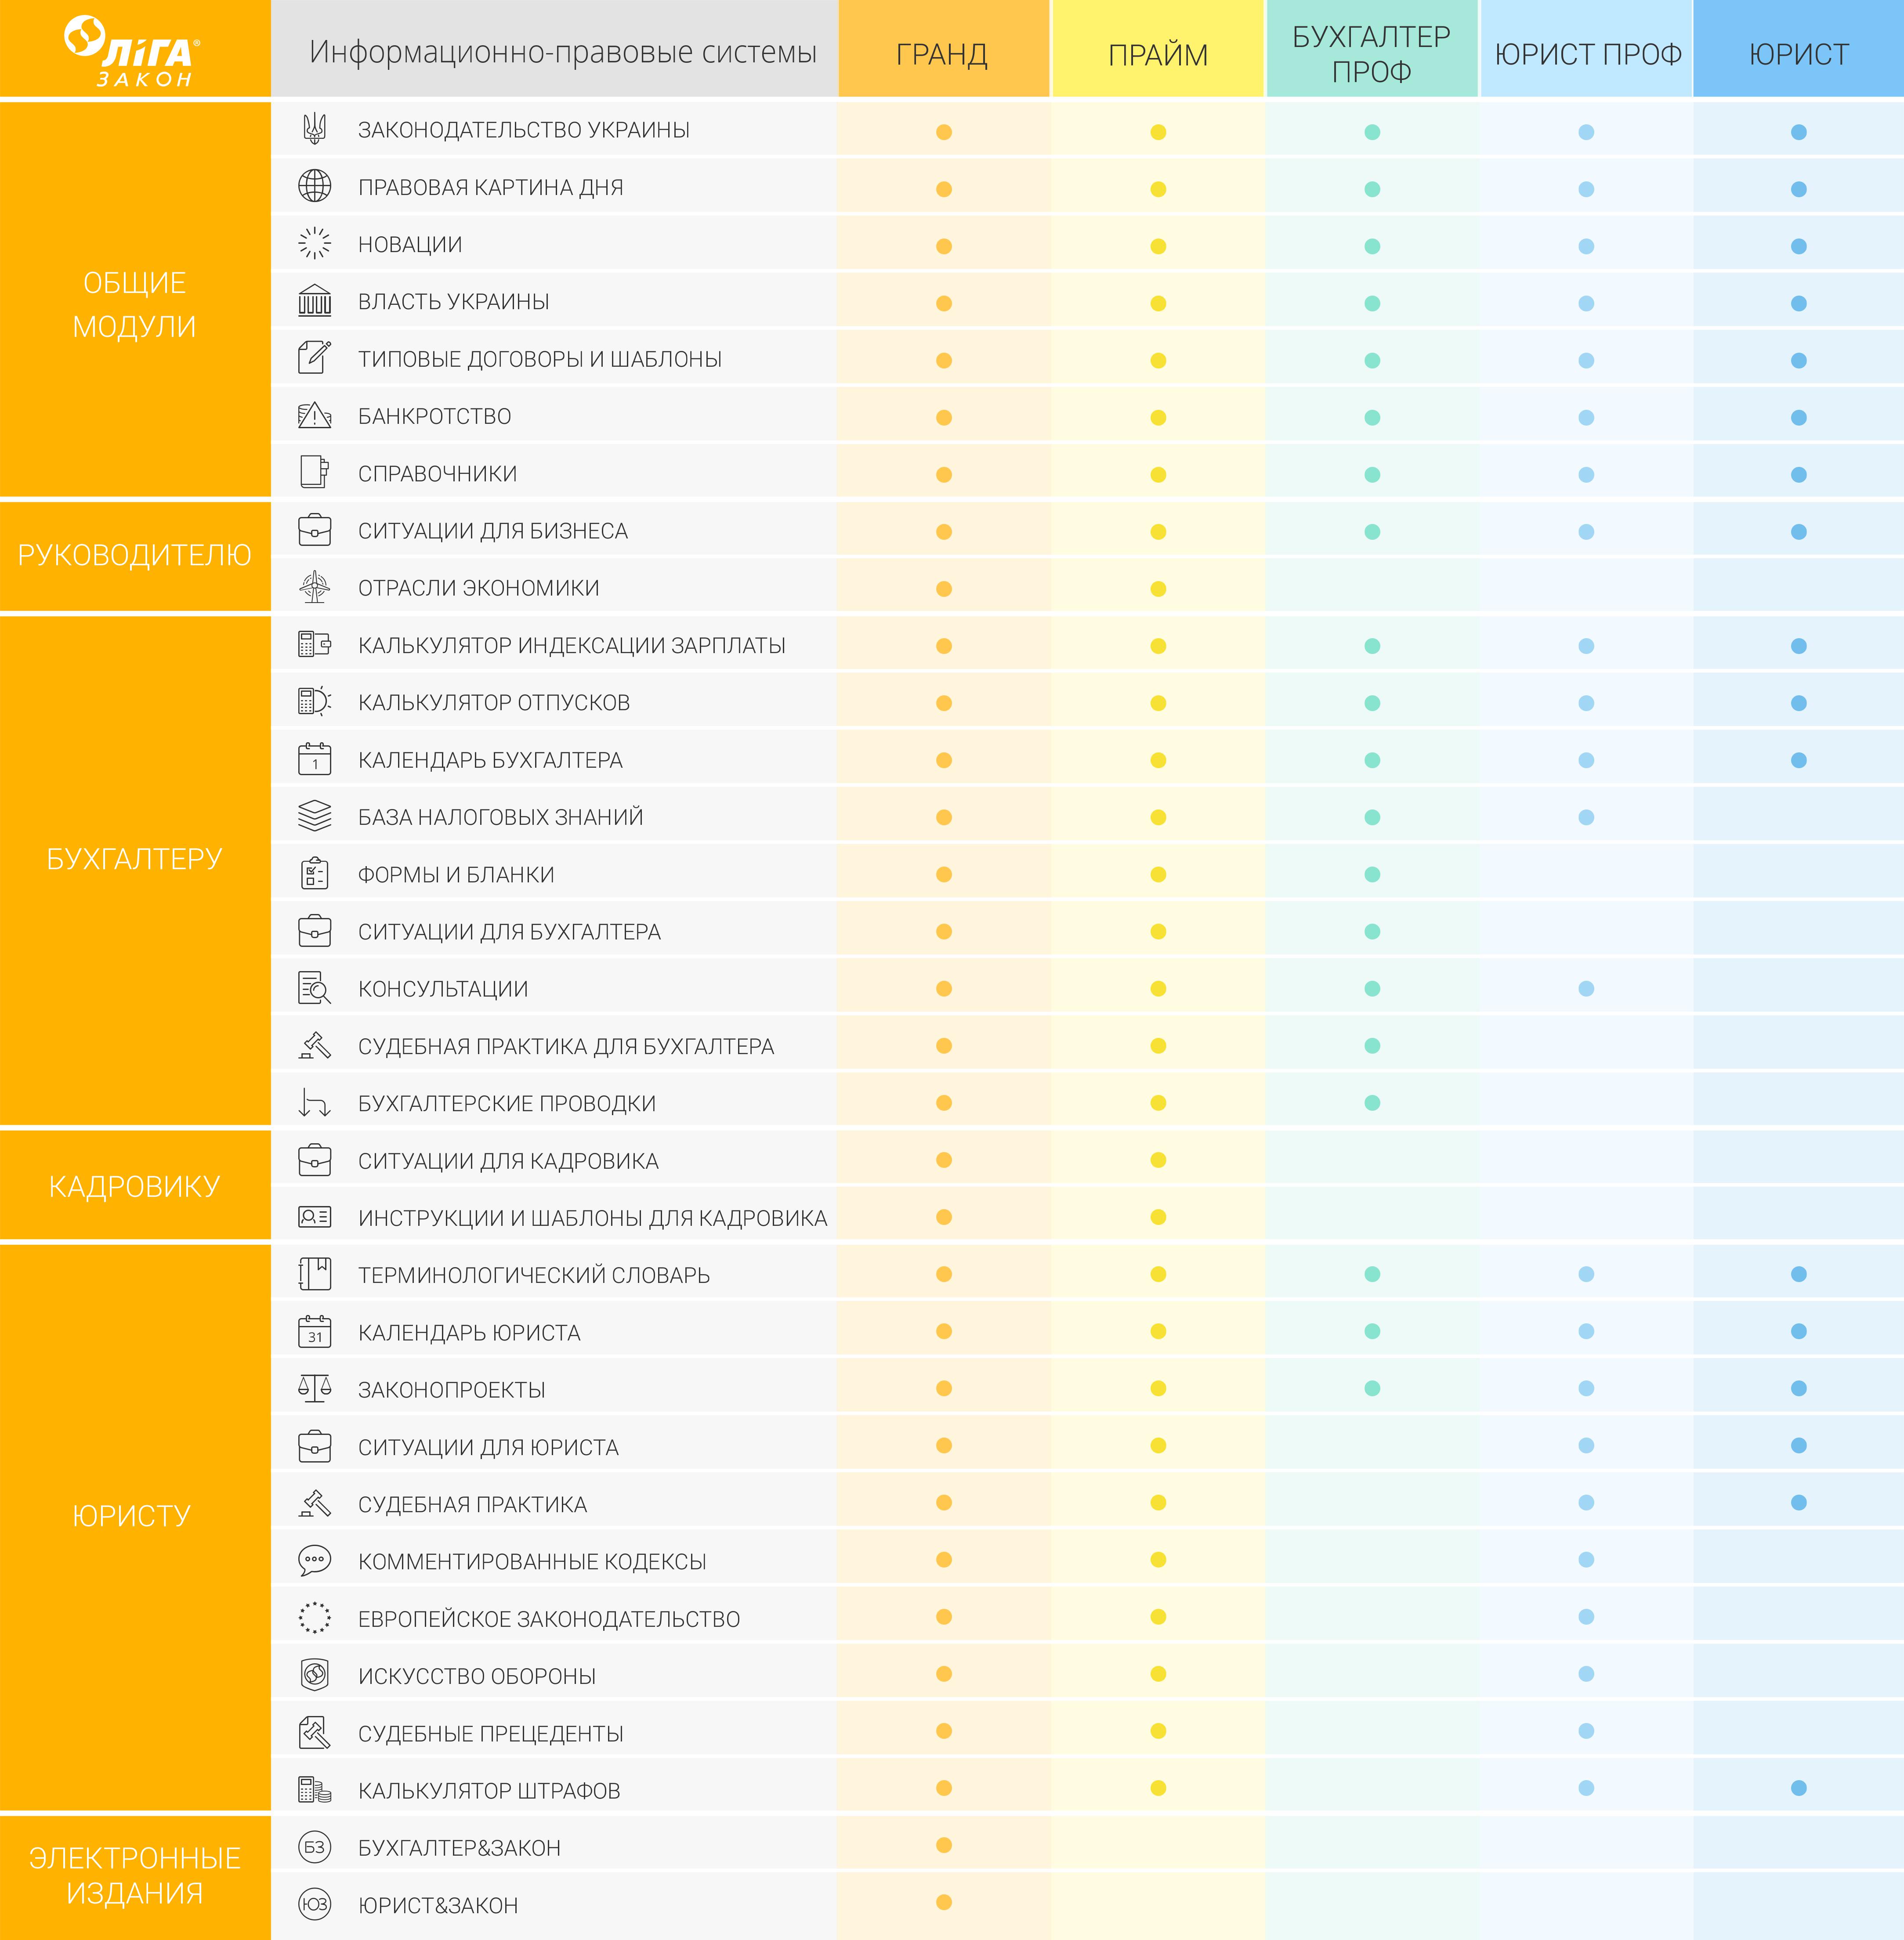 ЛІГА®
ЗАКОН
Информационно-правовые системы
ГРАНД
ПРАЙМ
БУХГАЛТЕР
ПРОФ
ЮРИСТ ПРОФ
ЮРИСТ
ОБЩИЕ
МОДУЛИ
ЗАКОНОДАТЕЛЬСТВО УКРАИНЫ
ПРАВОВАЯ КАРТИНА ДНЯ
НОВАЦИИ
ВЛАСТЬ УКРАИНЫ
ТИПОВЫЕ ДОГОВОРЫ И ШАБЛОНЫ
БАНКРОТСТВО
СПРАВОЧНИКИ
РУКОВОДИТЕЛЮ
СИТУАЦИИ ДЛЯ БИЗНЕСА
ОТРАСЛИ ЭКОНОМИКИ
БУХГАЛТЕРУ
КАЛЬКУЛЯТОР ИНДЕКСАЦИИ ЗАРПЛАТЫ
КАЛЬКУЛЯТОР ОТПУСКОВ
1 КАЛЕНДАРЬ БУХГАЛТЕРА
БАЗА НАЛОГОВЫХ ЗНАНИЙ
ФОРМЫ И БЛАНКИ
СИТУАЦИИ ДЛЯ БУХГАЛТЕРА
КОНСУЛЬТАЦИИ
СУДЕБНАЯ ПРАКТИКА ДЛЯ БУХГАЛТЕРА
БУХГАЛТЕРСКИЕ ПРОВОДКИ
КАДРОВИКУ
СИТУАЦИИ ДЛЯ КАДРОВИКА
ИНСТРУКЦИИ И ШАБЛОНЫ ДЛЯ КАДРОВИКА
ЮРИСТУ
ТЕРМИНОЛОГИЧЕСКИЙ СЛОВАРЬ
31 КАЛЕНДАРЬ ЮРИСТА
ЗАКОНОПРОЕКТЫ
СИТУАЦИИ ДЛЯ ЮРИСТА
СУДЕБНАЯ ПРАКТИКА
КОММЕНТИРОВАННЫЕ КОДЕКСЫ
ЕВРОПЕЙСКОЕ ЗАКОНОДАТЕЛЬСТВО
ИСКУССТВО ОБОРОНЫ
СУДЕБНЫЕ ПРЕЦЕДЕНТЫ
КАЛЬКУЛЯТОР ШТРАФОВ
ЭЛЕКТРОННЫЕ
ИЗДАНИЯ
БЗ БУХГАЛТЕР&ЗАКОН
ЮЗ ЮРИСТ&ЗАКОН